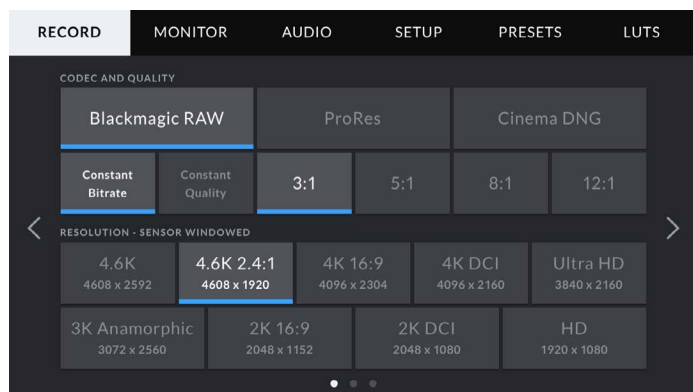 RECORD MONITOR AUDIO SETUP PRESETS LUTS
CODEC AND QUALITY
Blackmagic RAW ProRes Cinema DNG
Constant Bitrate Constant Quality 3:1 5:1 8:1 12:1
RESOLUTION - SENSOR WINDOWED
4.6K 4.6K 2.4:1 4K 16:9 4K DCI Ultra HD
4608 x 2592 4608 x 1920 4096 x 2304 4096 x 2160 3840 x 2160
3K Anamorphic 2K 16:9 2K DCI HD
3072 x 2560 2048 x 1152 2048 x 1080 1920 x 1080